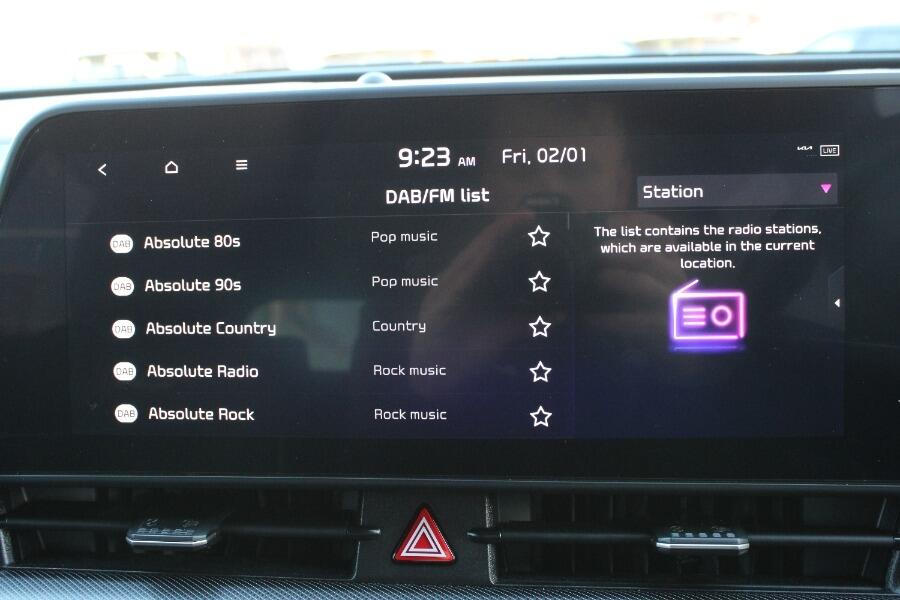 9:23 AM Fri, 02/01
KIA LIVE
DAB/FM list
Station
DAB Absolute 80s Pop music
DAB Absolute 90s Pop music
DAB Absolute Country Country
DAB Absolute Radio Rock music
DAB Absolute Rock Rock music
The list contains the radio stations,
which are available in the current
location.